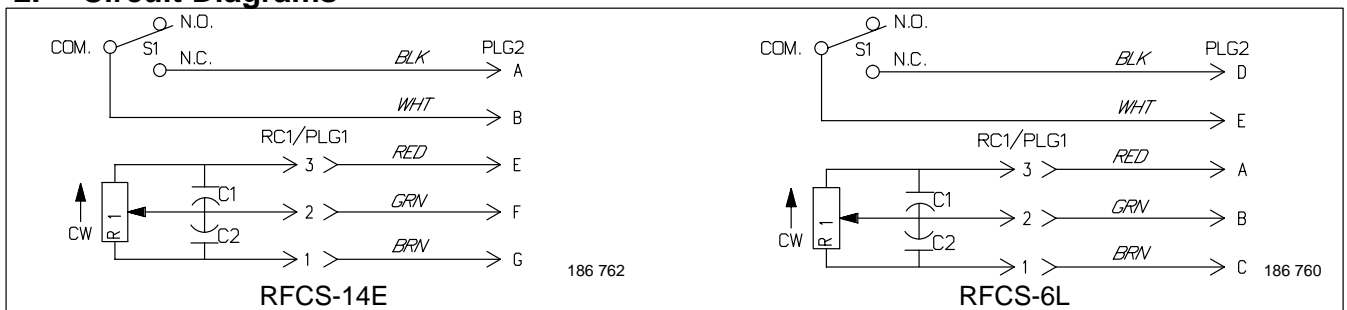 2. Circuit Diagrams
N.O.
COM.
S1
N.C.
BLK
PLG2
A
WHT
B
RC1/PLG1
3
RED
E
C1
CW
R 1
2
GRN
F
C2
1
BRN
G
186 762
RFCS-14E
N.O.
COM.
S1
N.C.
BLK
PLG2
D
WHT
E
RC1/PLG1
3
RED
A
C1
CW
R 1
2
GRN
B
C2
1
BRN
C
186 760
RFCS-6L